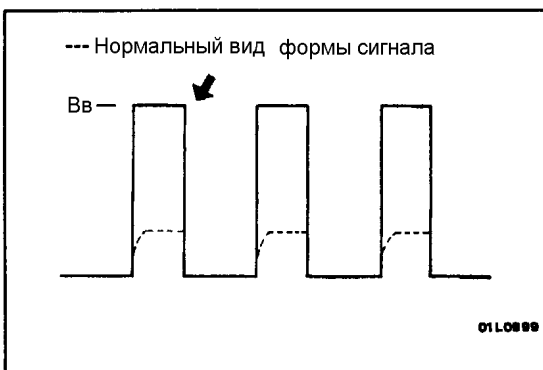 --- Нормальный вид формы сигнала
Вв
01L0899